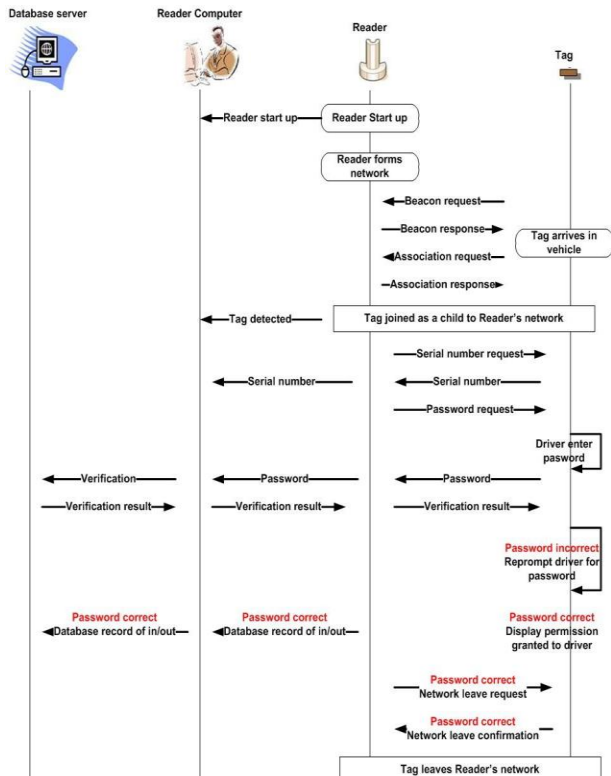 Database server
Reader Computer
Reader
Tag
Reader start up
Reader Start up
Reader forms
network
Beacon request
Beacon response
Tag arrives in
vehicle
Association request
Association response
Tag detected
Tag joined as a child to Reader's network
Serial number request
Serial number
Serial number
Password request
Driver enter
pasword
Verification
Password
Password
Verification result
Verification result
Verification result
Password incorrect
Reprompt driver for
password
Password correct
Database record of in/out
Password correct
Database record of in/out
Password correct
Display permission
granted to driver
Password correct
Network leave request
Password correct
Network leave confirmation
Tag leaves Reader's network